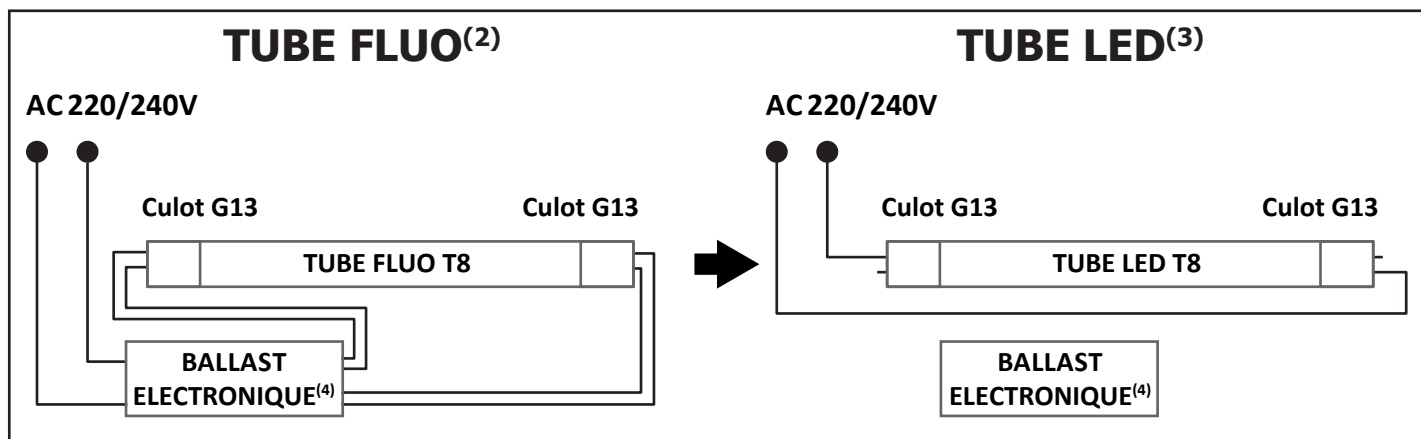 TUBE FLUO(2)
AC 220/240V
Culot G13
Culot G13
TUBE FLUO T8
BALLAST
ELECTRONIQUE(4)
TUBE LED(3)
AC 220/240V
Culot G13
Culot G13
TUBE LED T8
BALLAST
ELECTRONIQUE(4)